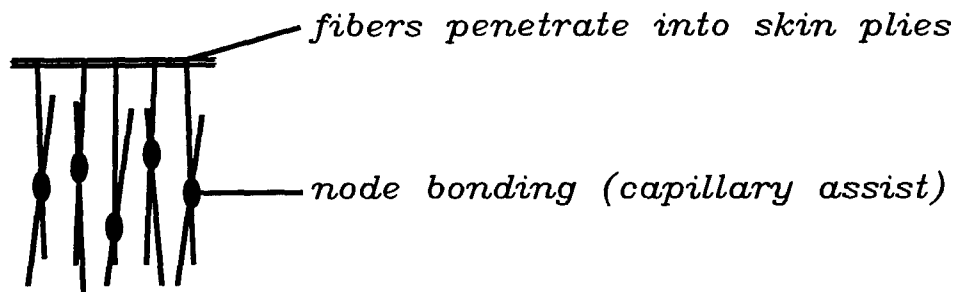 fibers penetrate into skin plies
node bonding (capillary assist)